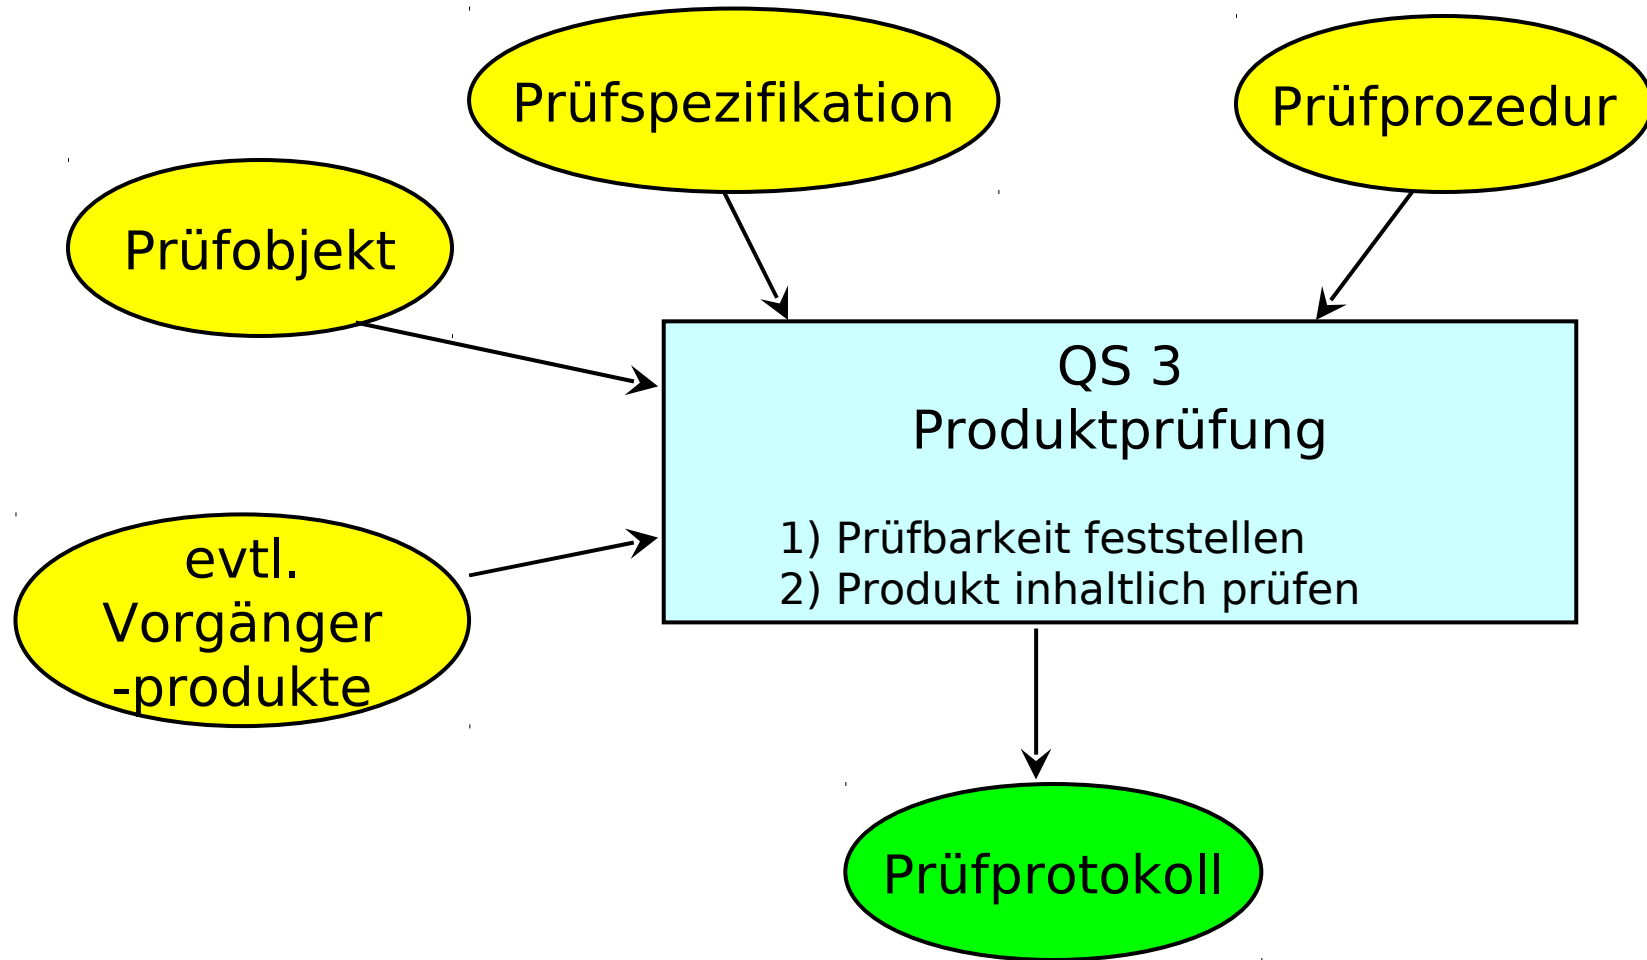 Prüfspezifikation
Prüfprozedur
Prüfobjekt
QS 3
Produktprüfung
1) Prüfbarkeit feststellen
2) Produkt inhaltlich prüfen
evtl.
Vorgänger
-produkte
Prüfprotokoll